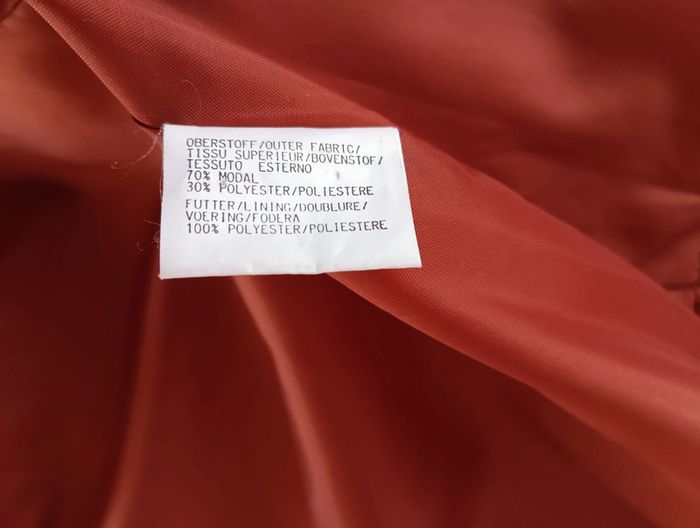 OBERSTOFF/OUTER FABRIC/
TISSU SUPERIEUR/BOVENSTOF/
TESSUTO ESTERNO
70% MODAL
30% POLYESTER/POLIESTERE
FUTTER/LINING/DOUBLURE/
VOERING/FODERA
100% POLYESTER/POLIESTERE